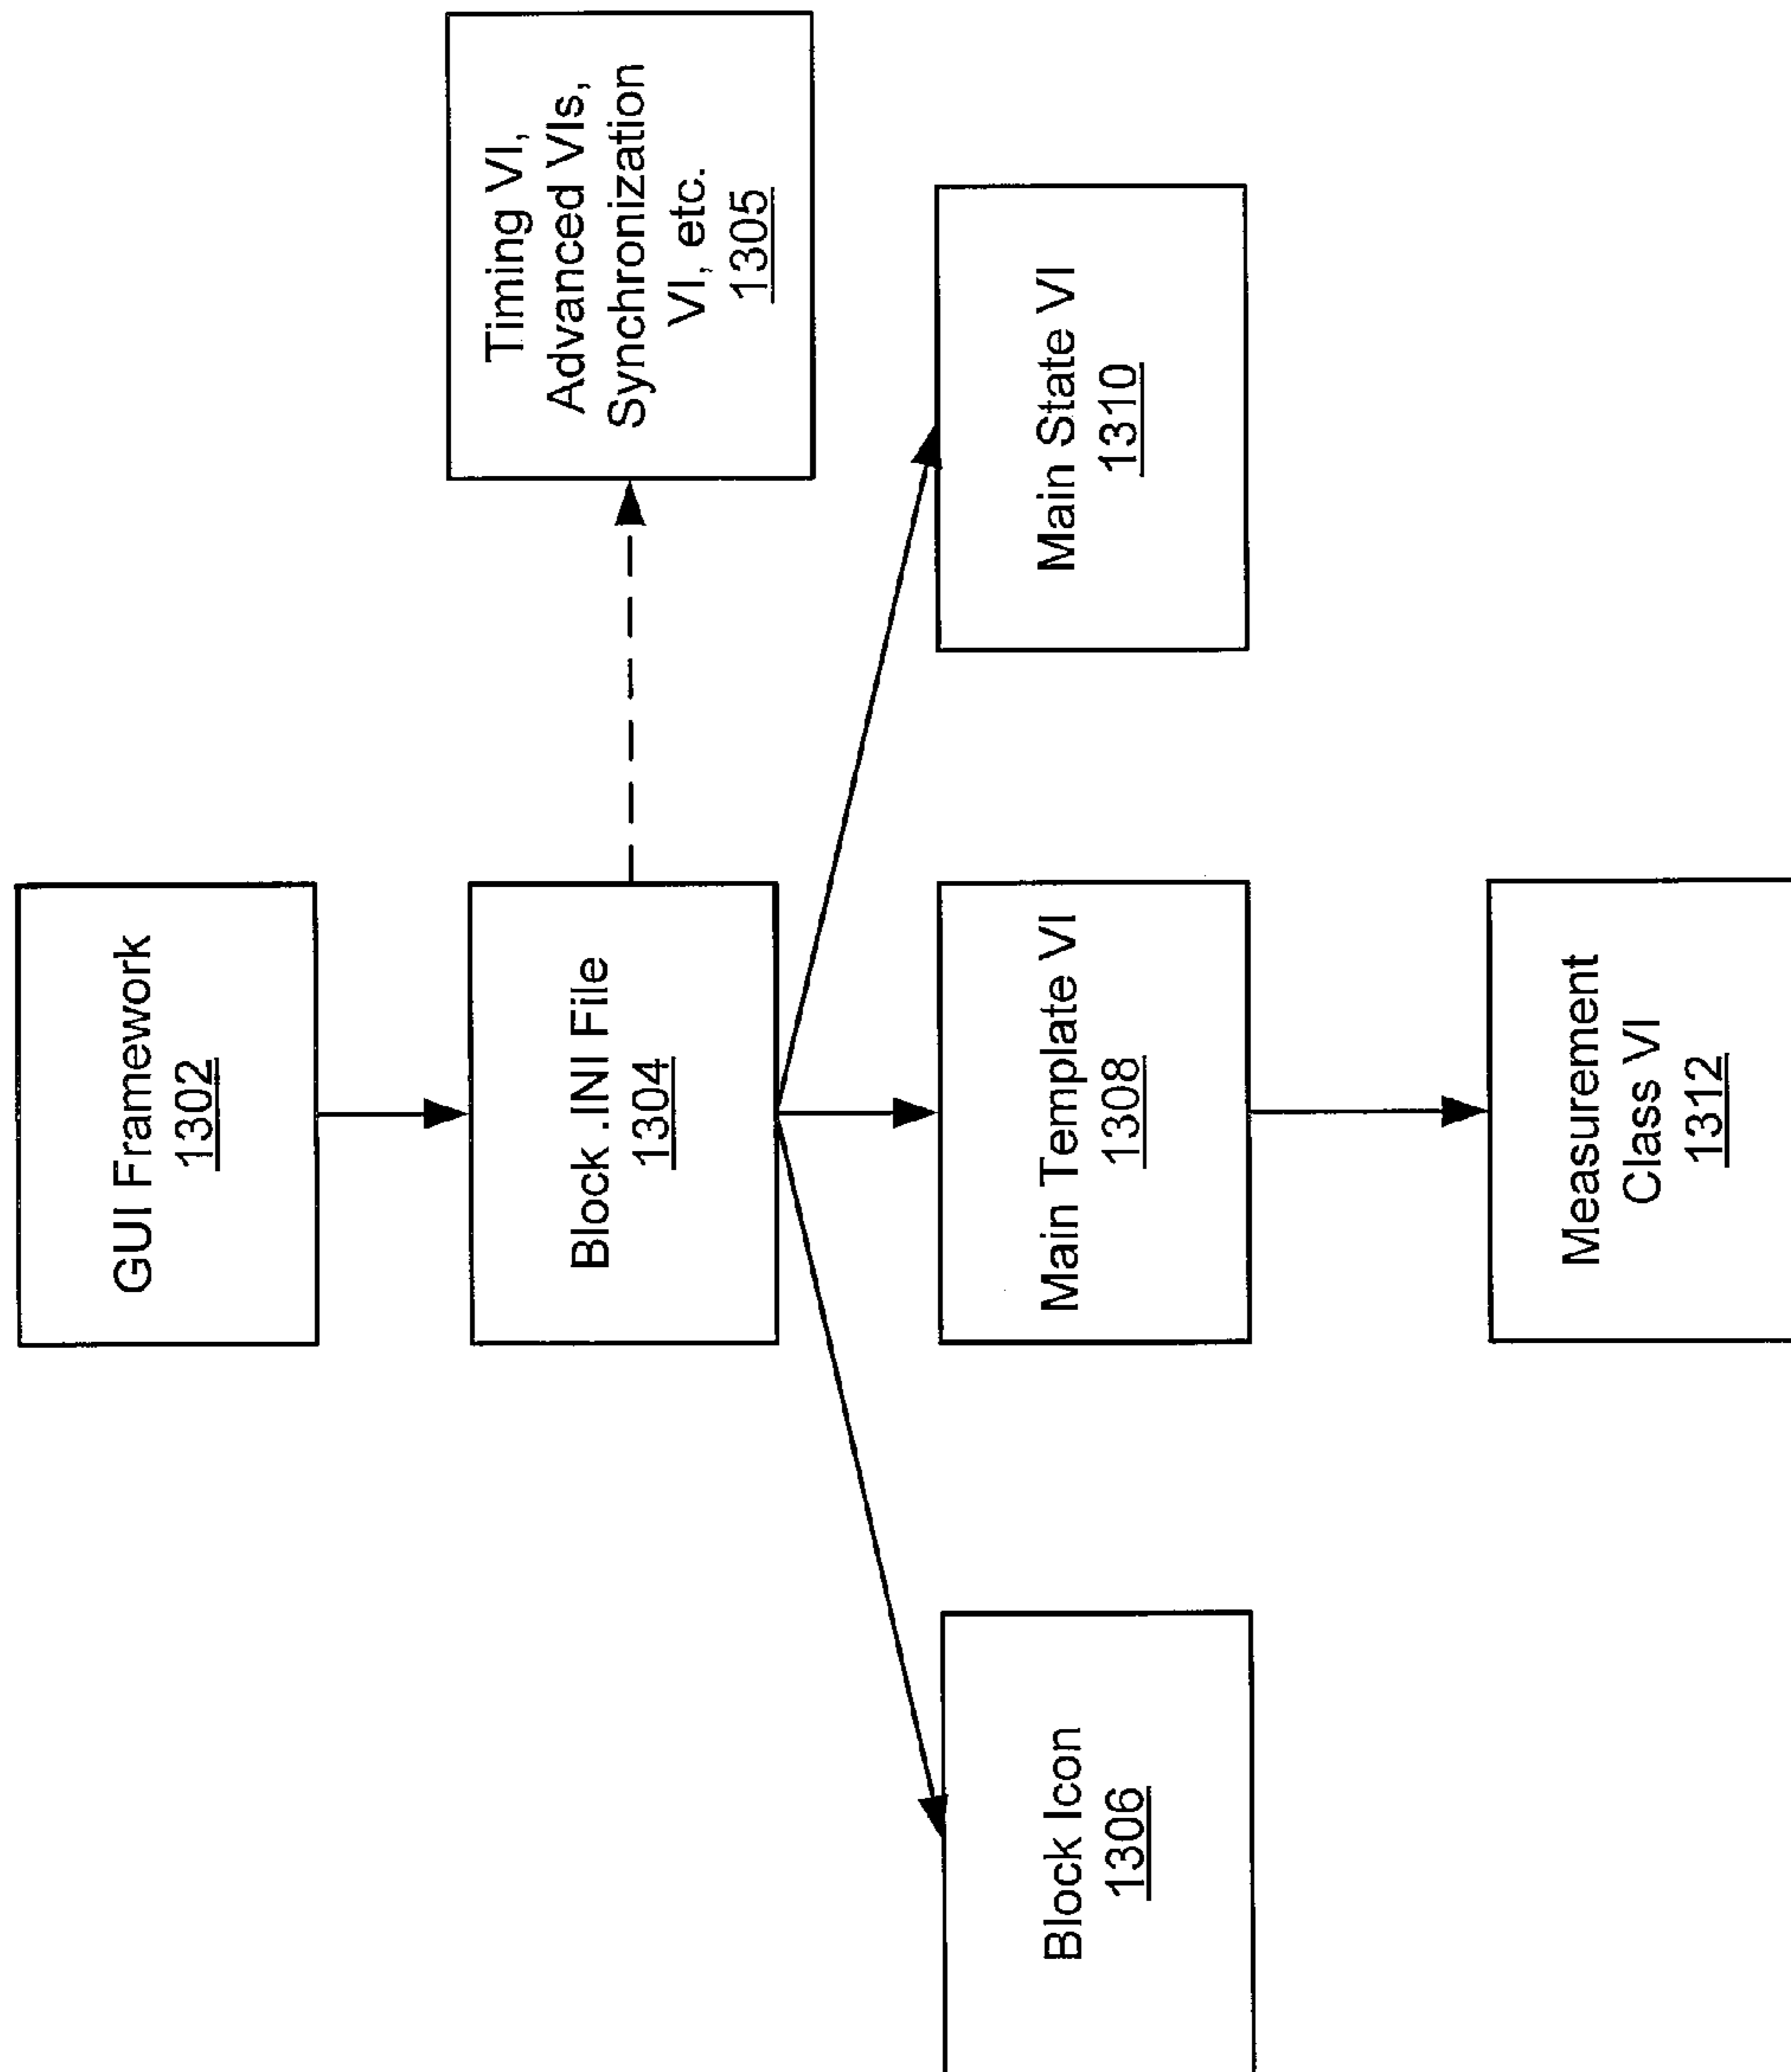 GUI Framework
1302
Block .INI File
1304
Timing VI,
Advanced VIs,
Synchronization
VI, etc.
1305
Block Icon
1306
Main Template VI
1308
Main State VI
1310
Measurement
Class VI
1312